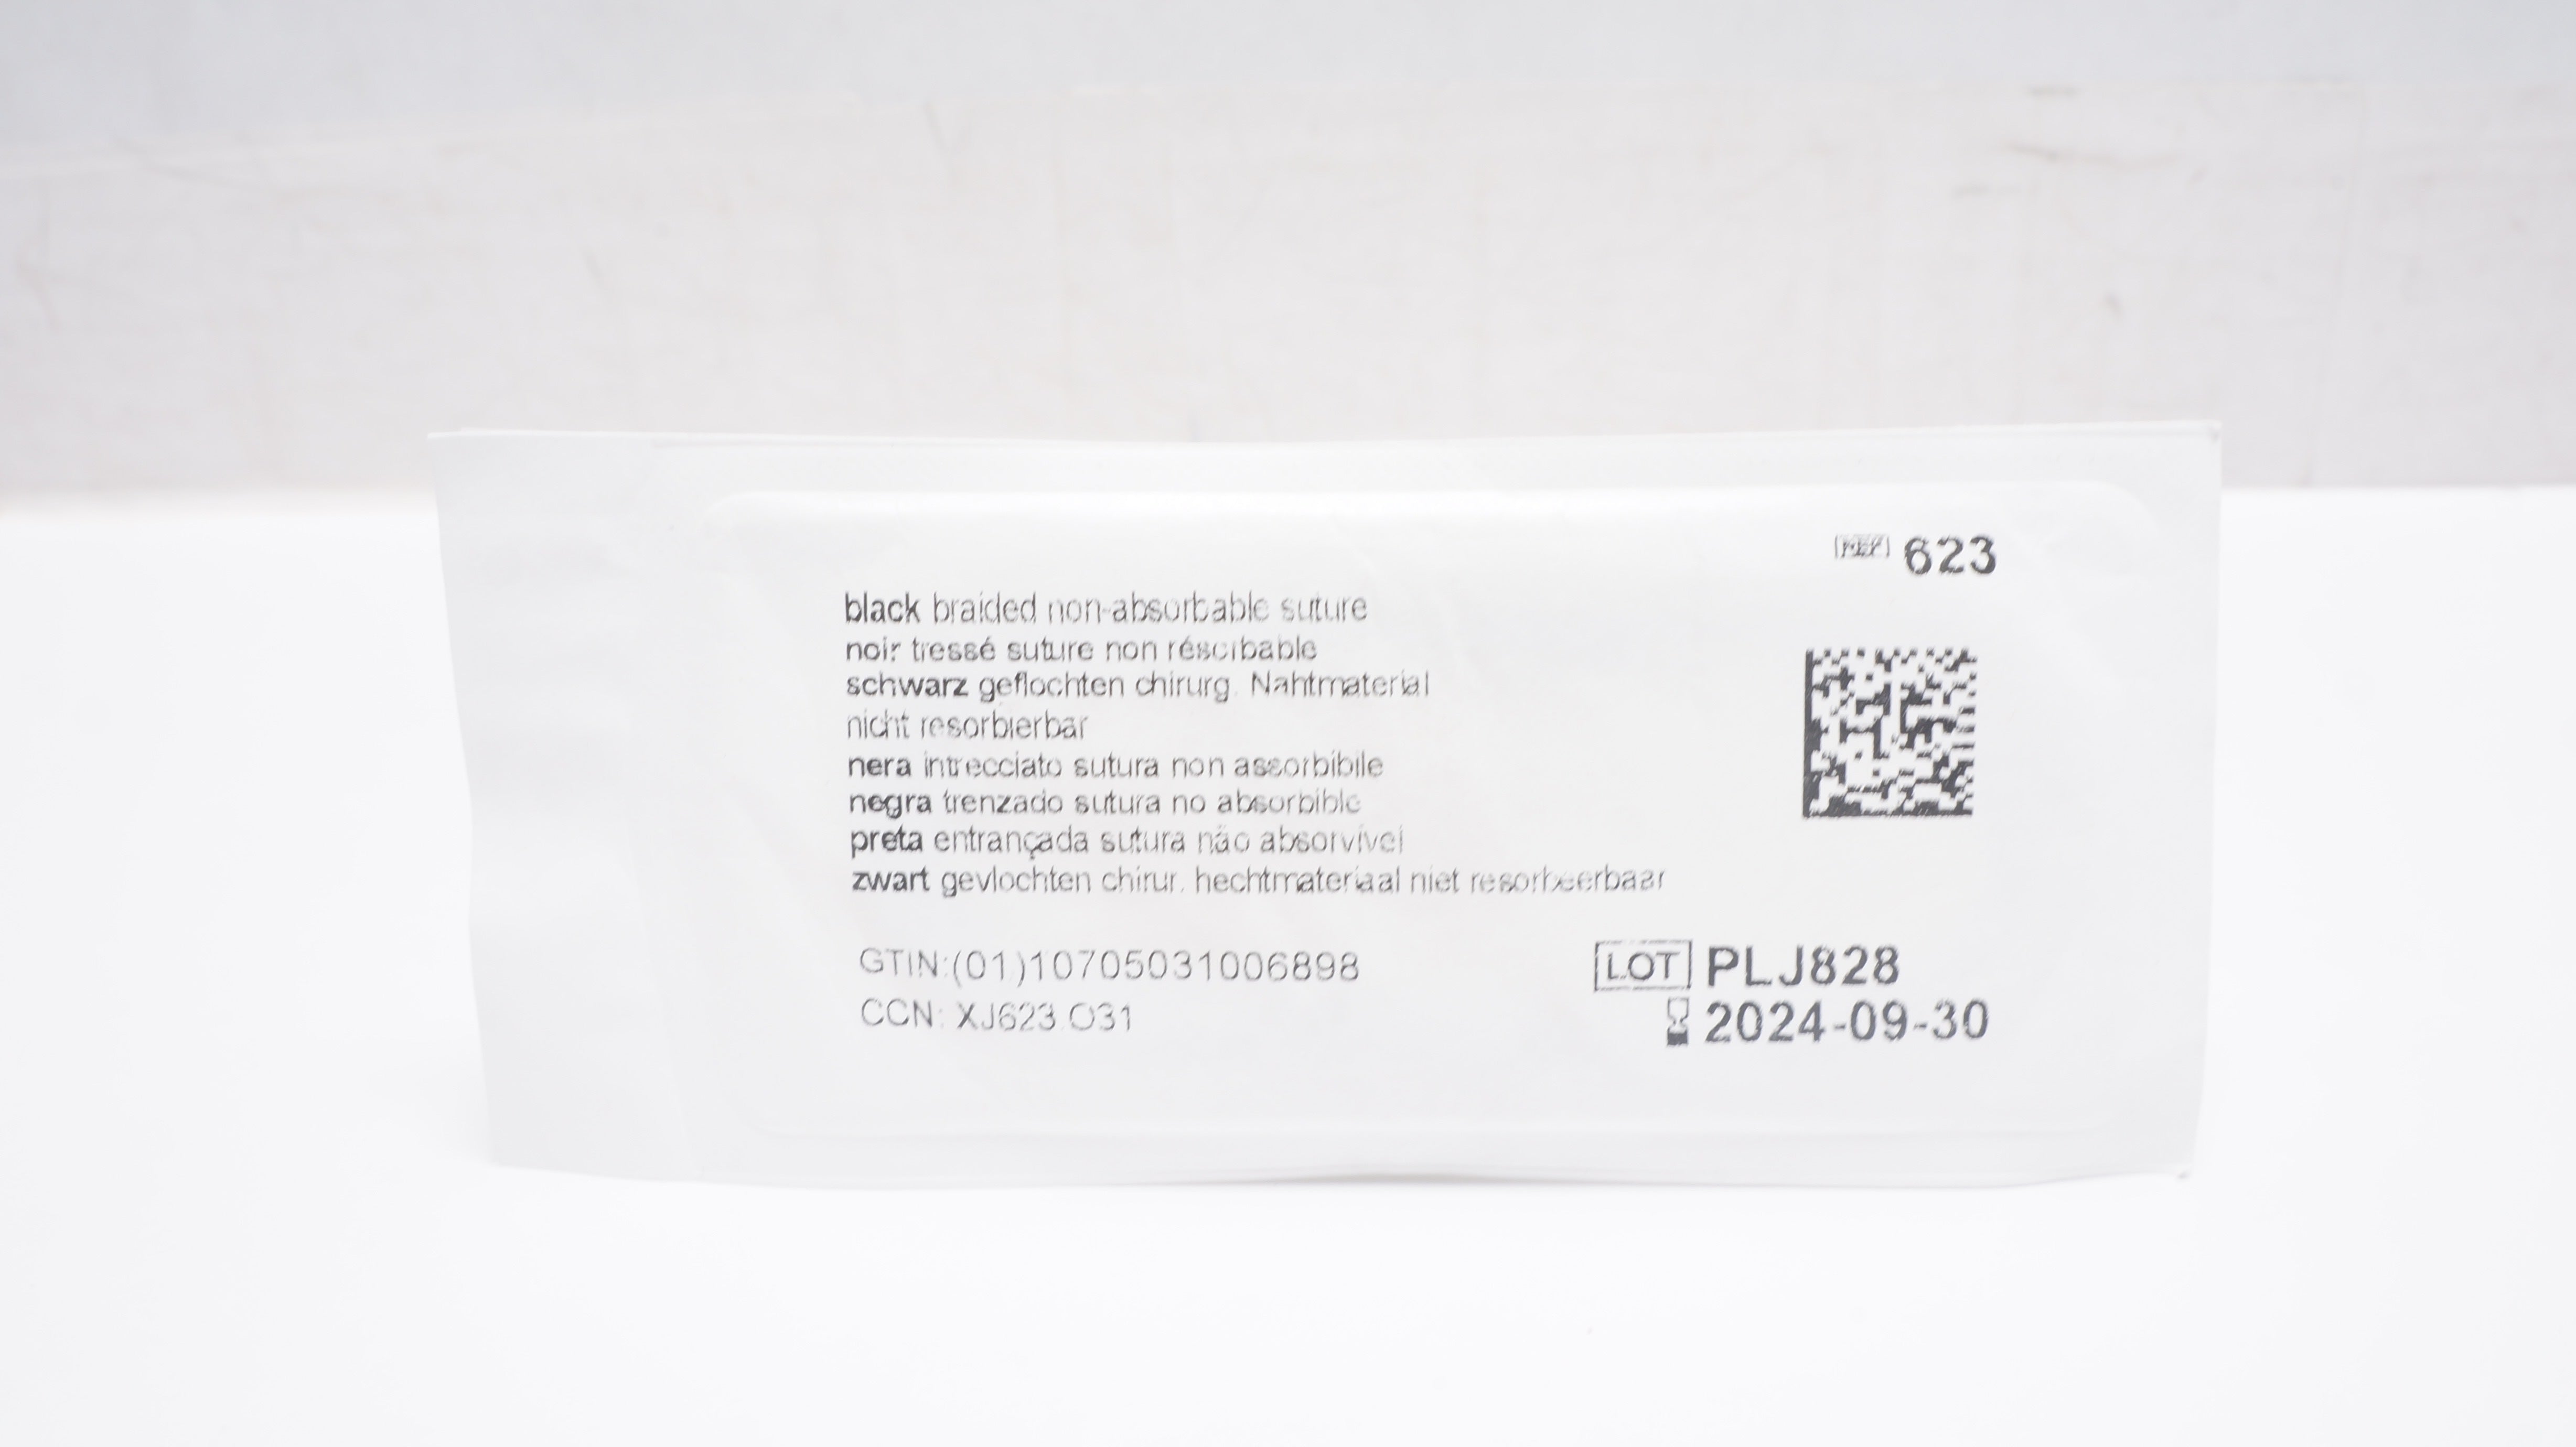 REF 623
black braided non-absorbable suture
noir tressé suture non résorbable
schwarz geflochten chirurg. Nahtmaterial
nicht resorbierbar
nera intrecciato sutura non assorbibile
negra trenzado sutura no absorbible
preta entrançada sutura não absorvível
zwart gevlochten chirur. hechtmateriaal niet resorbeerbaar
GTIN:(01)10705031006898
LOT PLJ828
CCN: XJ623 O31
2024-09-30